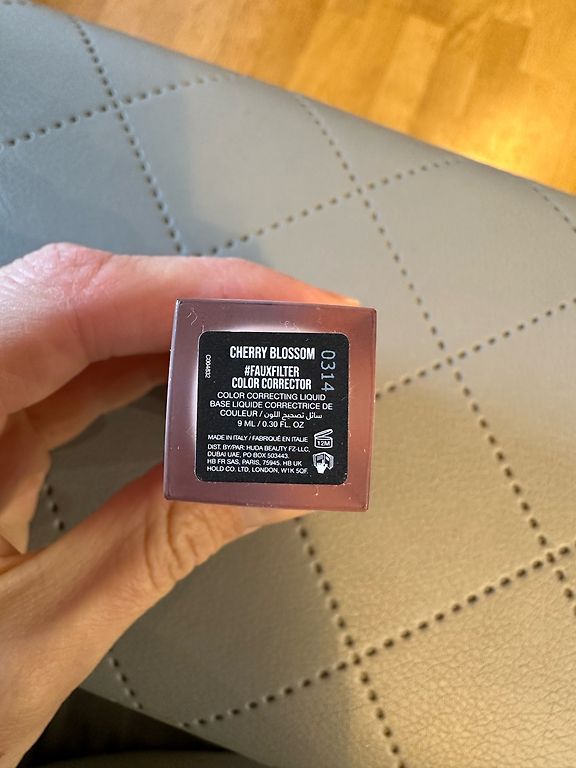 CHERRY BLOSSOM
0314
#FAUXFILTER
COLOR CORRECTOR
COLOR CORRECTING LIQUID
BASE LIQUIDE CORRECTRICE DE
COULEUR / سائل تصحيح اللون
9 ML / 0.30 FL. OZ
MADE IN ITALY / FABRIQUÉ EN ITALIE
12M
DIST. BY/PAR: HUDA BEAUTY FZ-LLC,
DUBAI UAE, PO BOX 503443.
HB FR SAS, PARIS, 75945. HB UK
HOLD CO. LTD, LONDON, W1K 5QF.